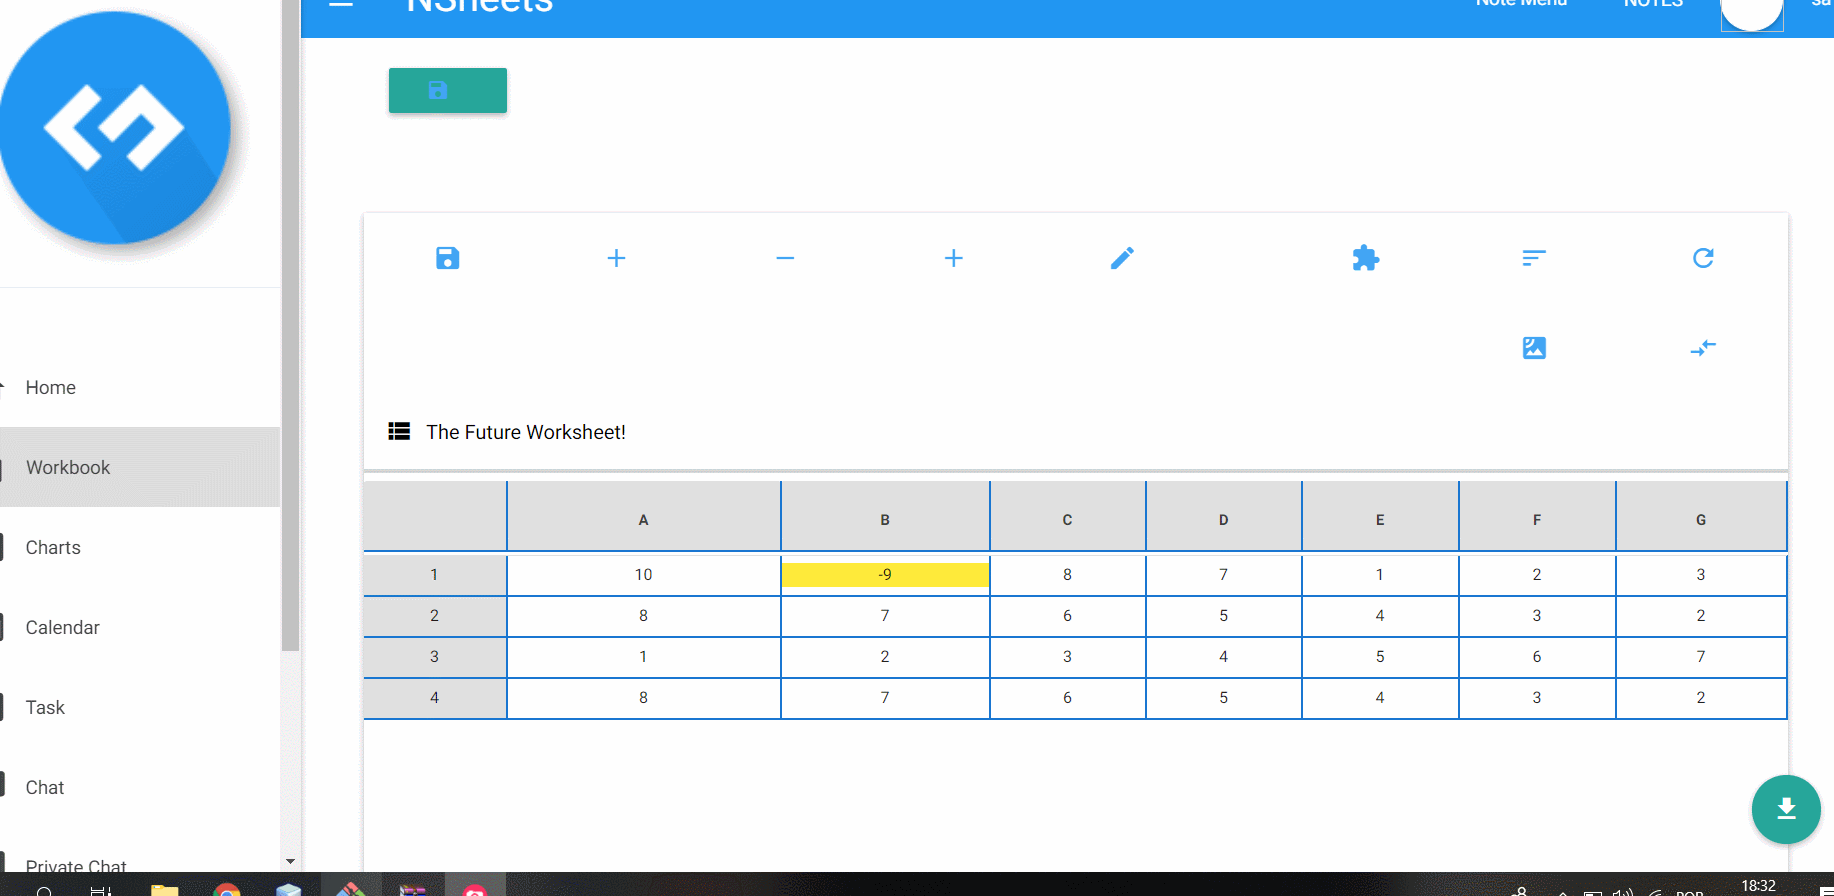 NSheets
Note Menu NOTES sa
Home
Workbook
Charts
Calendar
Task
Chat
Private Chat
The Future Worksheet!
A B C D E F G
1 10 -9 8 7 1 2 3
2 8 7 6 5 4 3 2
3 1 2 3 4 5 6 7
4 8 7 6 5 4 3 2
POR 18:32